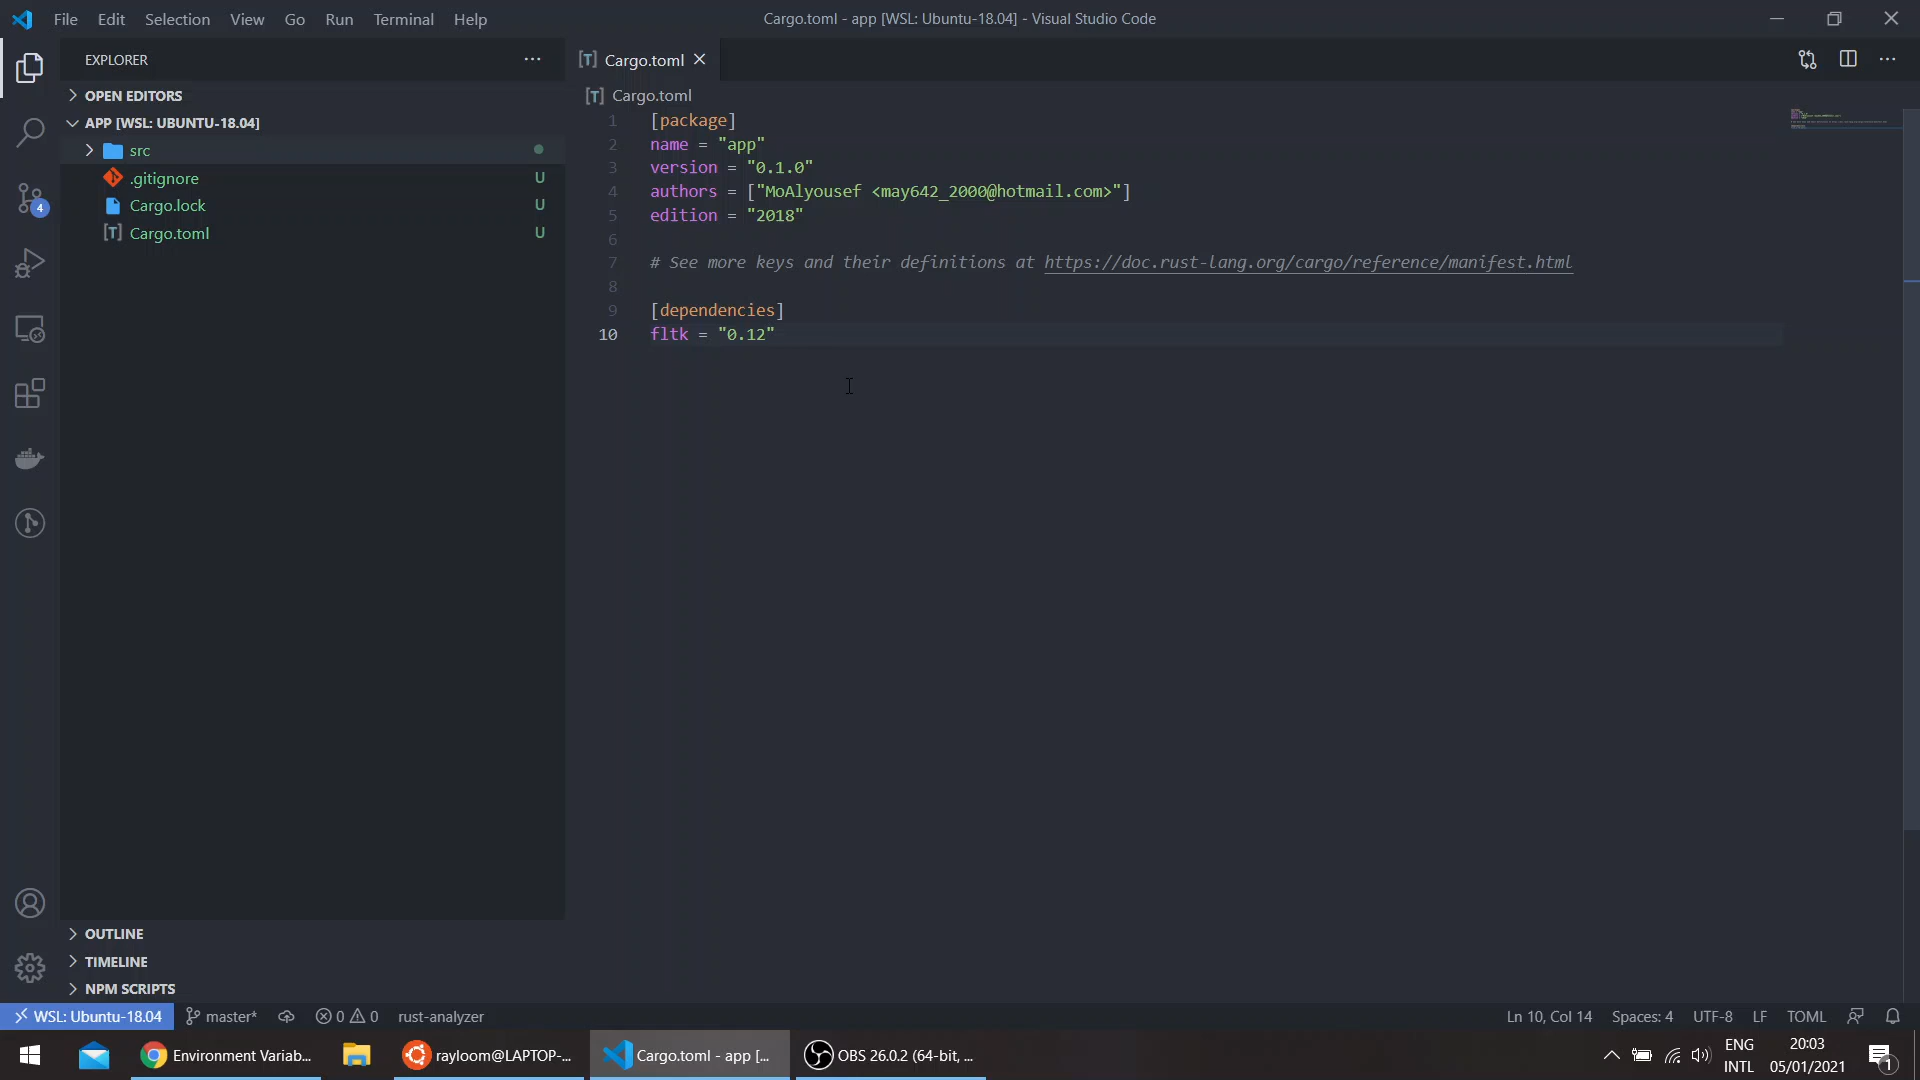 File Edit Selection View Go Run Terminal Help
Cargo.toml - app [WSL: Ubuntu-18.04] - Visual Studio Code
EXPLORER
OPEN EDITORS
APP [WSL: UBUNTU-18.04]
src
.gitignore U
Cargo.lock U
Cargo.toml U
4
OUTLINE
TIMELINE
NPM SCRIPTS
[T] Cargo.toml
[T] Cargo.toml
1 [package]
2 name = "app"
3 version = "0.1.0"
4 authors = ["MoAlyousef <may642_2000@hotmail.com>"]
5 edition = "2018"
6
7 # See more keys and their definitions at https://doc.rust-lang.org/cargo/reference/manifest.html
8
9 [dependencies]
10 fltk = "0.12"
WSL: Ubuntu-18.04 master* 0 0 rust-analyzer
Ln 10, Col 14 Spaces: 4 UTF-8 LF TOML
Environment Variab...
rayloom@LAPTOP-...
Cargo.toml - app [...
OBS 26.0.2 (64-bit, ...
ENG
INTL
20:03
05/01/2021
1